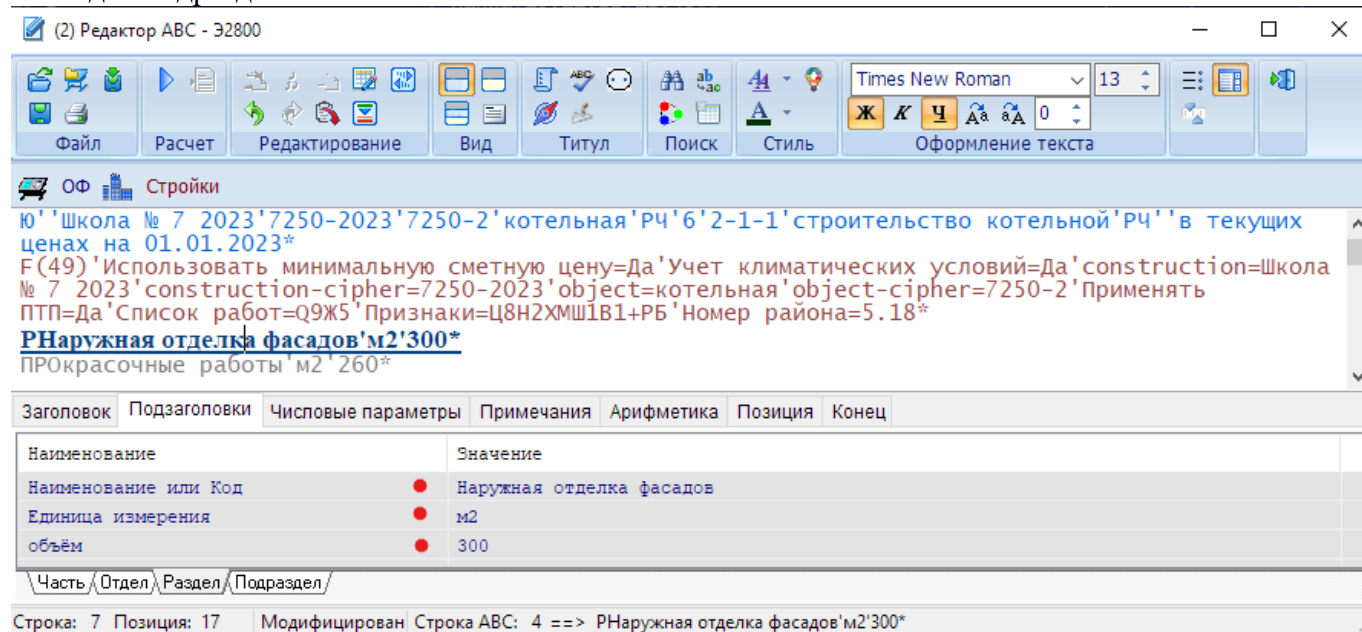 (2) Редактор ABC - Э2800
Файл Расчет Редактирование Вид Титул Поиск Стиль Оформление текста
Times New Roman 13
Ж К Ч 0
ОФ Стройки
Ю''Школа № 7 2023'7250-2023'7250-2'котельная'РЧ'6'2-1-1'строительство котельной'РЧ''в текущих
ценах на 01.01.2023*
F(49)'Использовать минимальную сметную цену=Да'Учет климатических условий=Да'construction=Школа
№ 7 2023'construction-cipher=7250-2023'object=котельная'object-cipher=7250-2'Применять
ПТП=Да'Список работ=Q9Ж5'Признаки=Ц8Н2ХМШ1В1+РБ'Номер района=5.18*
РНаружная отделка фасадов'м2'300*
ПРОкрасочные работы'м2'260*
Заголовок Подзаголовки Числовые параметры Примечания Арифметика Позиция Конец
Наименование Значение
Наименование или Код Наружная отделка фасадов
Единица измерения м2
объём 300
Часть Отдел Раздел Подраздел
Строка: 7 Позиция: 17 Модифицирован Строка АВС: 4 ==> РНаружная отделка фасадов'м2'300*